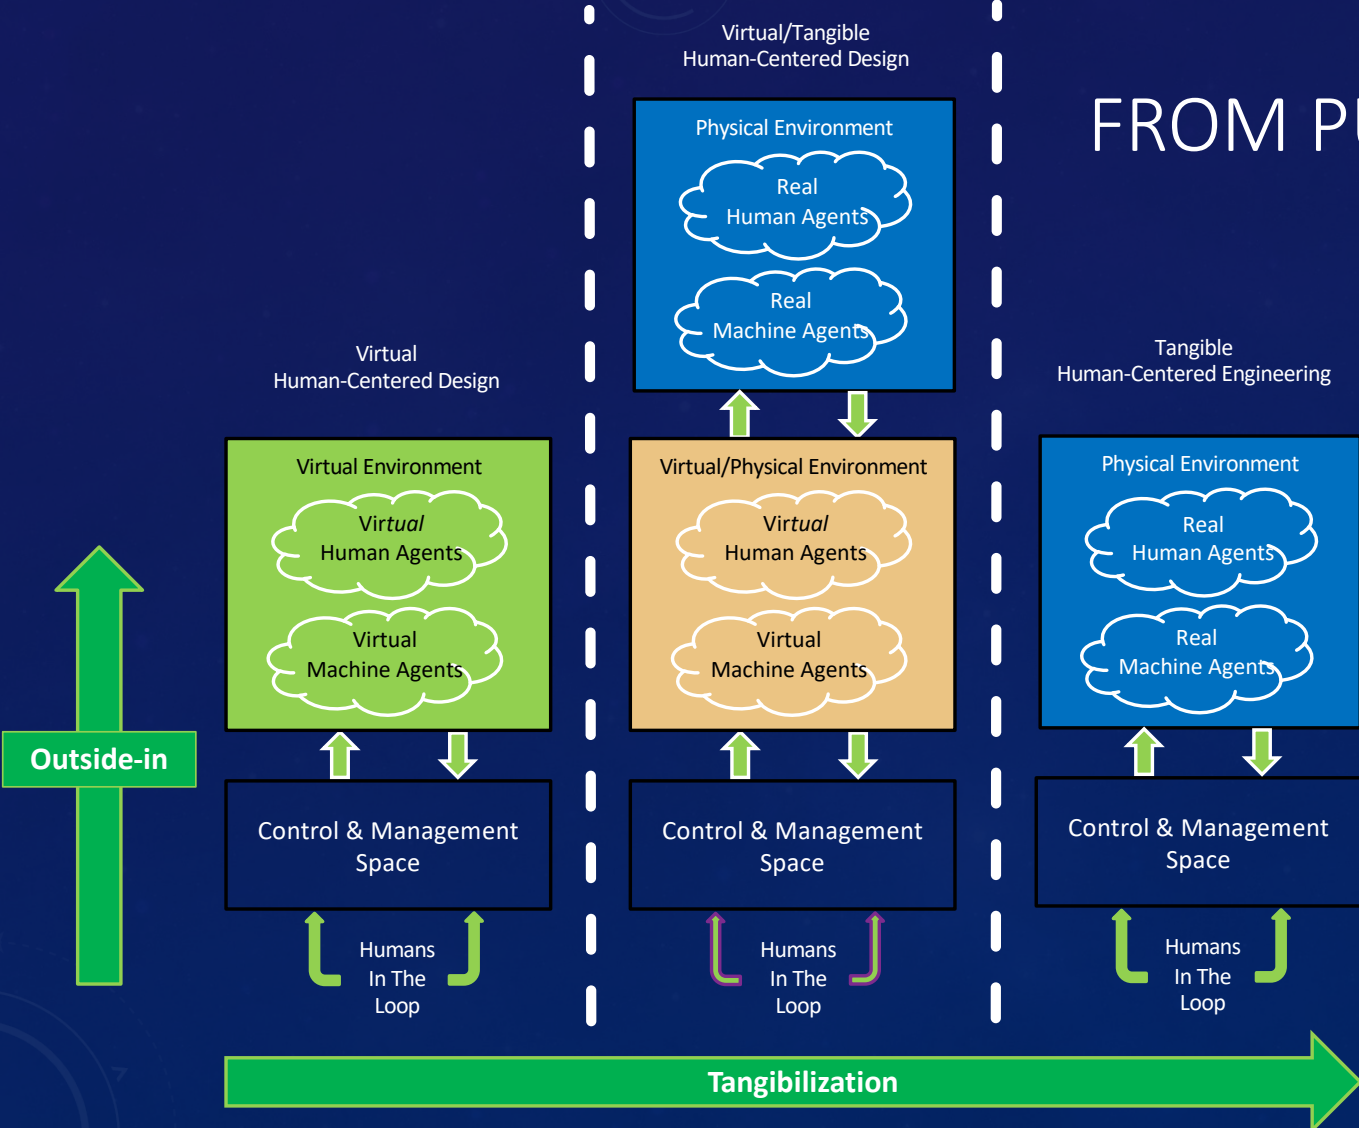 Virtual/Tangible
Human-Centered Design
FROM PU
Physical Environment
Real
Human Agents
Real
Machine Agents
Virtual
Human-Centered Design
Tangible
Human-Centered Engineering
Virtual Environment
Virtual
Human Agents
Virtual
Machine Agents
Virtual/Physical Environment
Virtual
Human Agents
Virtual
Machine Agents
Physical Environment
Real
Human Agents
Real
Machine Agents
Outside-in
Control & Management
Space
Control & Management
Space
Control & Management
Space
Humans
In The
Loop
Humans
In The
Loop
Humans
In The
Loop
Tangibilization